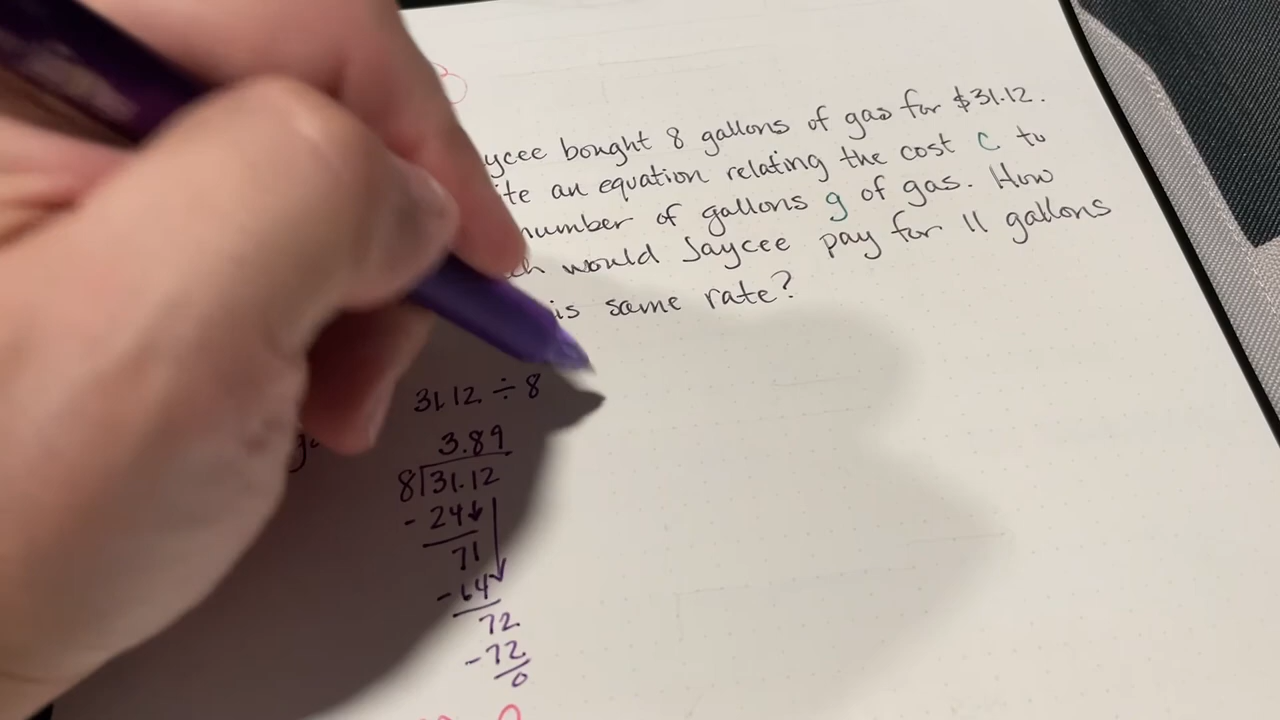 bought 8 gallons of gas for $31.12.
an equation relating the cost C to
number of gallons g of gas. How
would Jaycee pay for 11 gallons
same rate?
31.12 ÷ 8
3.89
8 31.12
- 24
71
- 64
72
- 72
0